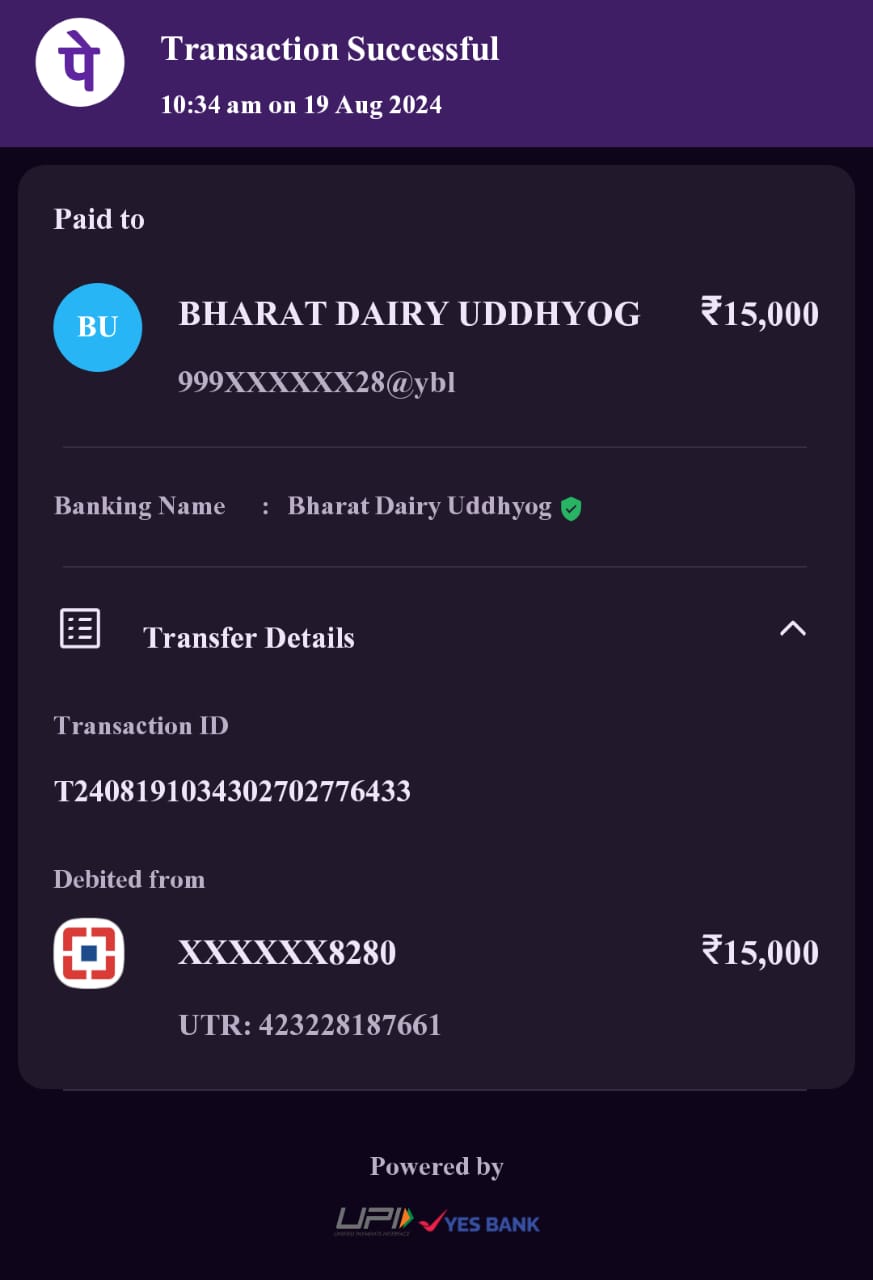 पे
Transaction Successful
10:34 am on 19 Aug 2024
Paid to
BU
BHARAT DAIRY UDDHYOG ₹15,000
999XXXXXX28@ybl
Banking Name : Bharat Dairy Uddhyog
Transfer Details
Transaction ID
T2408191034302702776433
Debited from
XXXXXX8280 ₹15,000
UTR: 423228187661
Powered by
UPI YES BANK
UNIFIED PAYMENTS INTERFACE